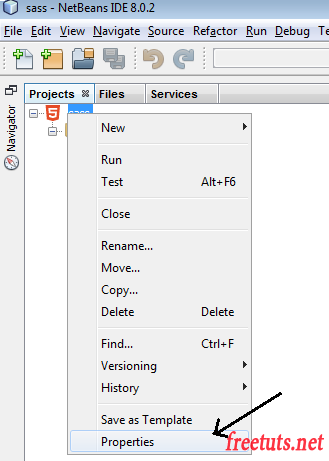 sass - NetBeans IDE 8.0.2
File Edit View Navigate Source Refactor Run Debug
Projects Files Services
Navigator
New
Run
Test Alt+F6
Close
Rename...
Move...
Copy...
Delete Delete
Find... Ctrl+F
Versioning
History
Save as Template
Properties
freetuts.net